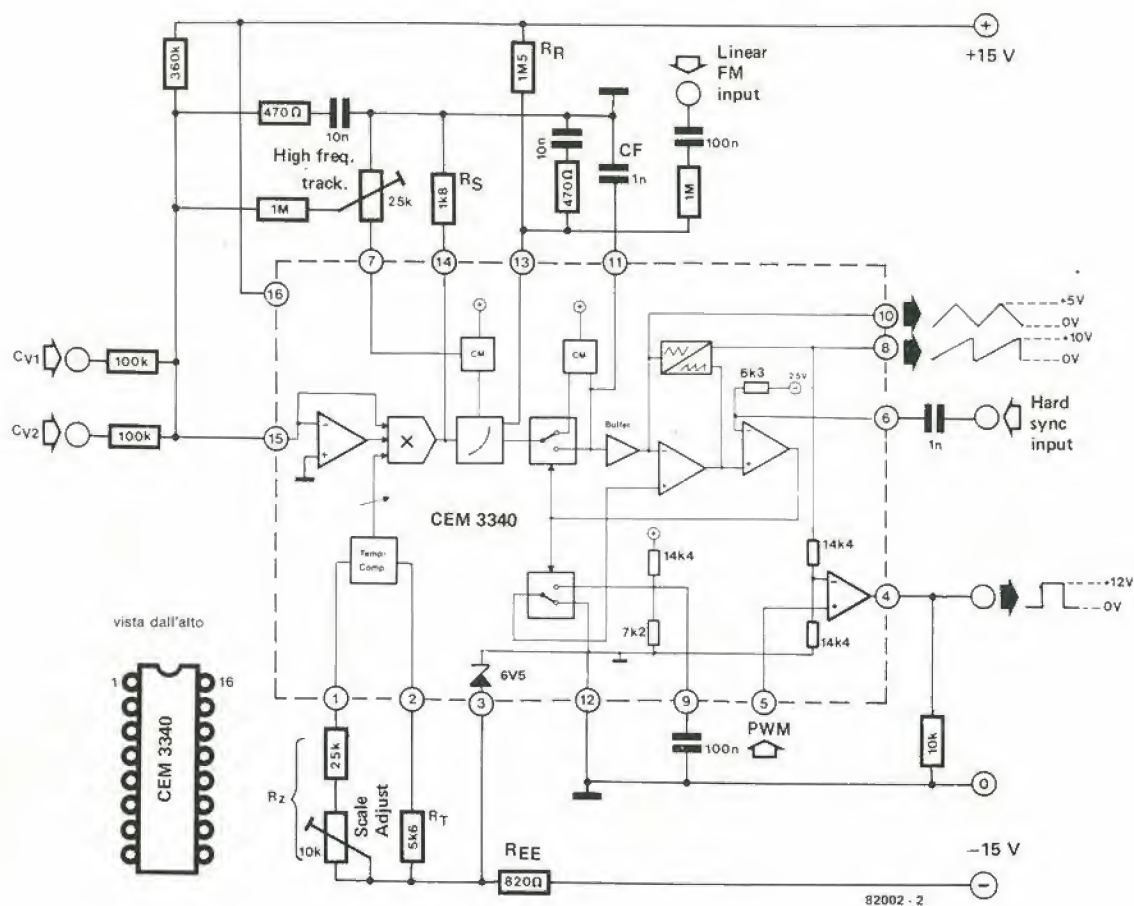 +
+15 V
360k
RR
1M5
Linear
FM
input
470Ω
10n
High freq.
track.
1M
25k
RS
1k8
10n
470Ω
CF
1n
100n
1M
7
14
13
11
16
CM
CM
10
+5V
0V
8
+10V
0V
6k3
2.5V
6
1n
Hard
sync
input
CV1
100k
CV2
100k
15
X
Buffer
CEM 3340
Temp.
Comp.
14k4
7k2
14k4
14k4
4
+12V
0V
vista dall'alto
1
16
CEM 3340
6V5
1
2
3
12
9
5
PWM
100n
10k
0
RZ
25k
10k
Scale
Adjust
RT
5k6
REE
820Ω
-15 V
82002 - 2